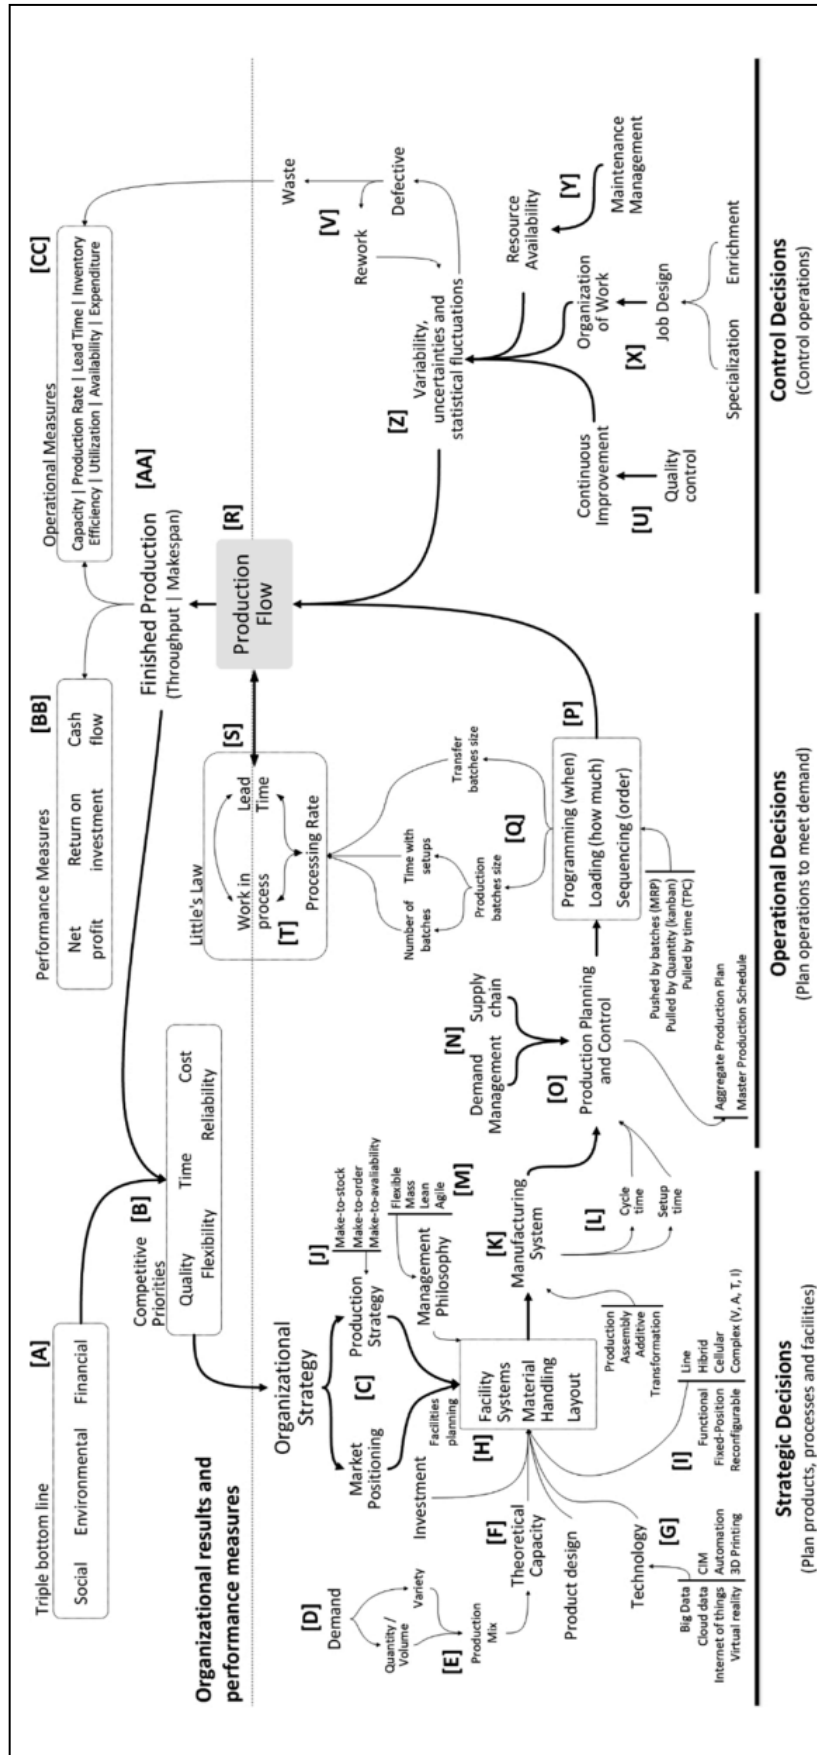 Triple bottom line
[A]
Social Environmental Financial
[B]
Competitive
Priorities
Quality Time Cost
Flexibility Reliability
Performance Measures
[BB]
Net
profit
Return on
investment
Cash
flow
Finished Production
(Throughput | Makespan)
[AA]
Operational Measures
[CC]
Capacity | Production Rate | Lead Time | Inventory
Efficiency | Utilization | Availability | Expenditure
Organizational results and
performance measures
Organizational
Strategy
[C]
Market
Positioning
Production
Strategy
[J]
Make-to-stock
Make-to-order
Make-to-avaliability
Management
Philosophy
Flexible
Mass
Lean
Agile
[M]
[D]
Demand
Quantity/
Volume
Variety
[E]
Production
Mix
Investment
[F]
Theoretical
Capacity
Product design
Technology
[G]
Big Data
Cloud data
Internet of things
Virtual reality
CIM
Automation
3D Printing
Facilities
planning
[H]
Facility
Systems
Material
Handling
Layout
[I]
Functional
Fixed-Position
Reconfigurable
Line
Hibrid
Cellular
Complex (V, A, T, I)
[K]
Manufacturing
System
Production
Assembly
Additive
Transformation
[L]
Cycle
time
Setup
time
Little's Law
Work in
process
Lead
Time
[T]
Processing Rate
[S]
Production
Flow
[R]
Number of
batches
Time with
setups
Production
batches size
Transfer
batches size
[Q]
[N]
Demand
Management
Supply
chain
[O]
Production Planning
and Control
Aggregate Production Plan
Master Production Schedule
[P]
Programming (when)
Loading (how much)
Sequencing (order)
Pushed by batches (MRP)
Pulled by Quantity (kanban)
Pulled by time (TPC)
Waste
[V]
Rework
Defective
[Z]
Variability,
uncertainties and
statistical fluctuations
Continuous
Improvement
[U]
Quality
control
Organization
of Work
[X]
Job Design
Specialization
Enrichment
Resource
Availability
[Y]
Maintenance
Management
Strategic Decisions
(Plan products, processes and facilities)
Operational Decisions
(Plan operations to meet demand)
Control Decisions
(Control operations)